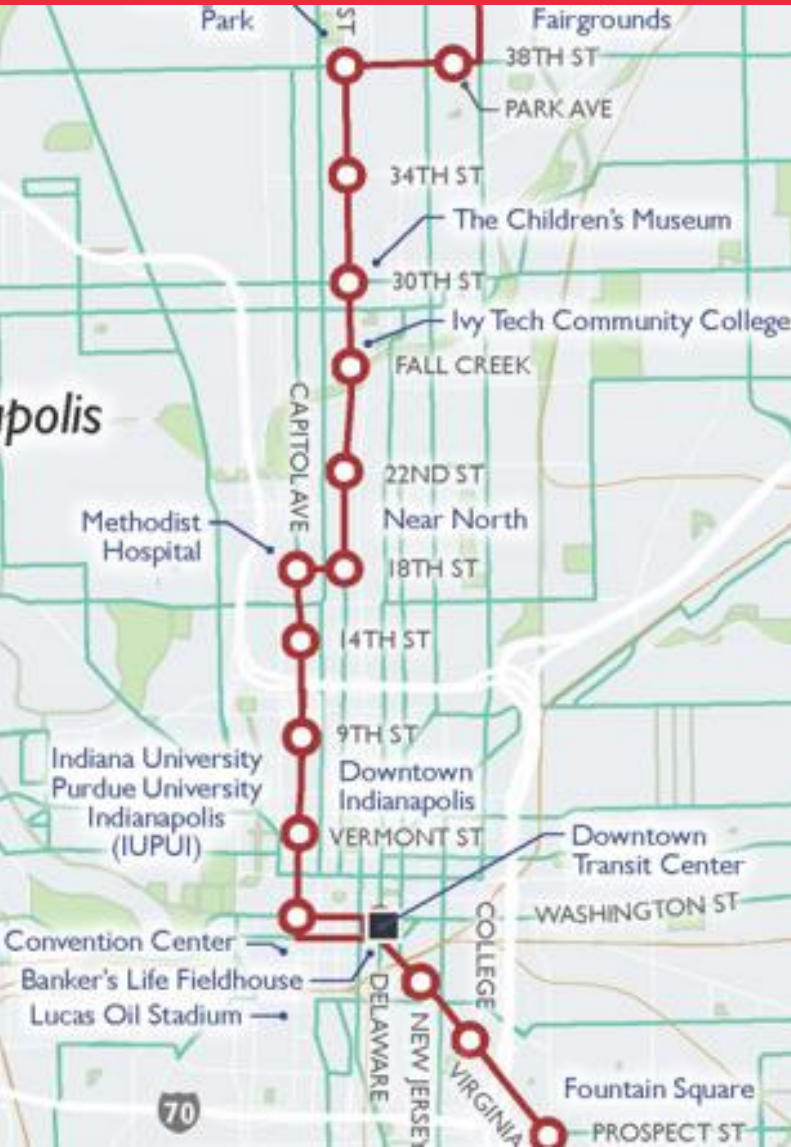 Park
ST
Fairgrounds
38TH ST
PARK AVE
34TH ST
The Children's Museum
30TH ST
Ivy Tech Community College
FALL CREEK
apolis
CAPITOL AVE
22ND ST
Methodist
Hospital
Near North
18TH ST
14TH ST
9TH ST
Indiana University
Purdue University
Indianapolis
(IUPUI)
Downtown
Indianapolis
VERMONT ST
Downtown
Transit Center
WASHINGTON ST
COLLEGE
Convention Center
Banker's Life Fieldhouse
Lucas Oil Stadium
DELAWARE
NEW JERSEY
VIRGINIA
Fountain Square
70
PROSPECT ST